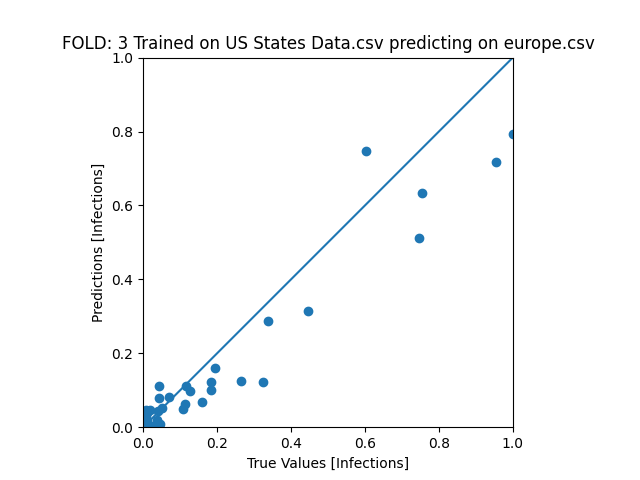 FOLD: 3 Trained on US States Data.csv predicting on europe.csv
1.0
0.8
0.6
0.4
0.2
0.0
Predictions [Infections]
0.0 0.2 0.4 0.6 0.8 1.0
True Values [Infections]